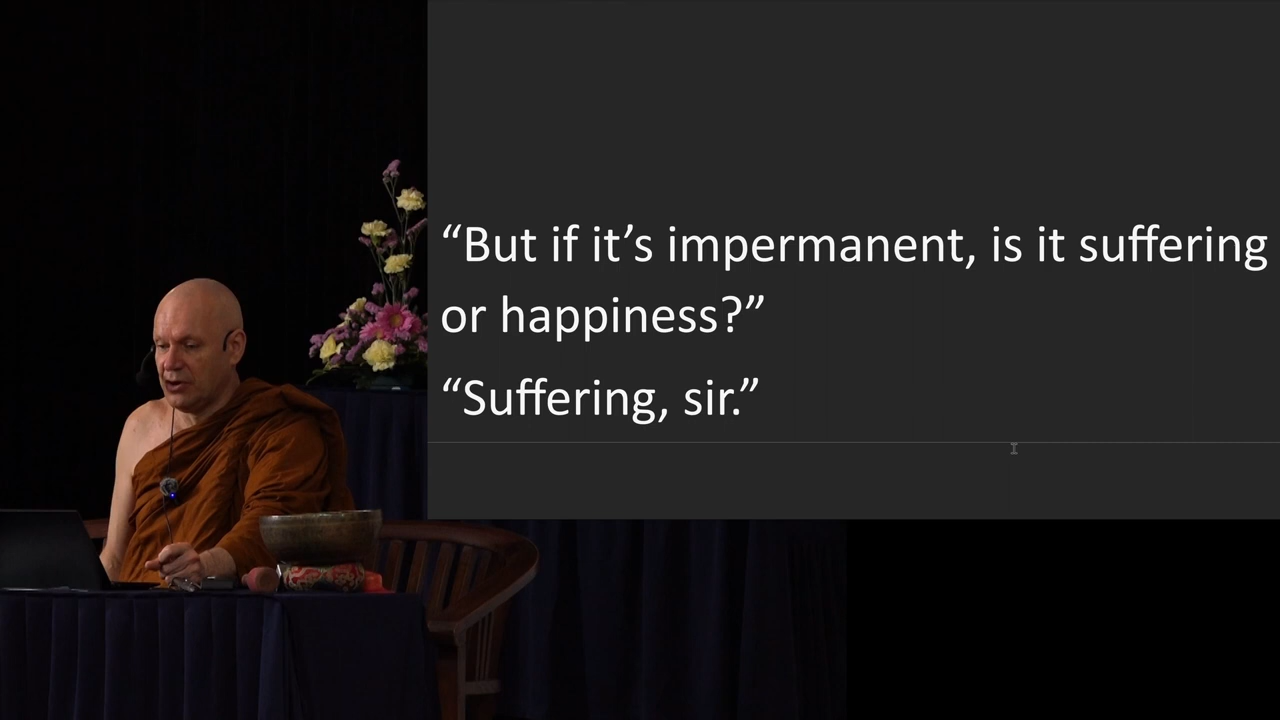 “But if it’s impermanent, is it suffering
or happiness?”
“Suffering, sir.”